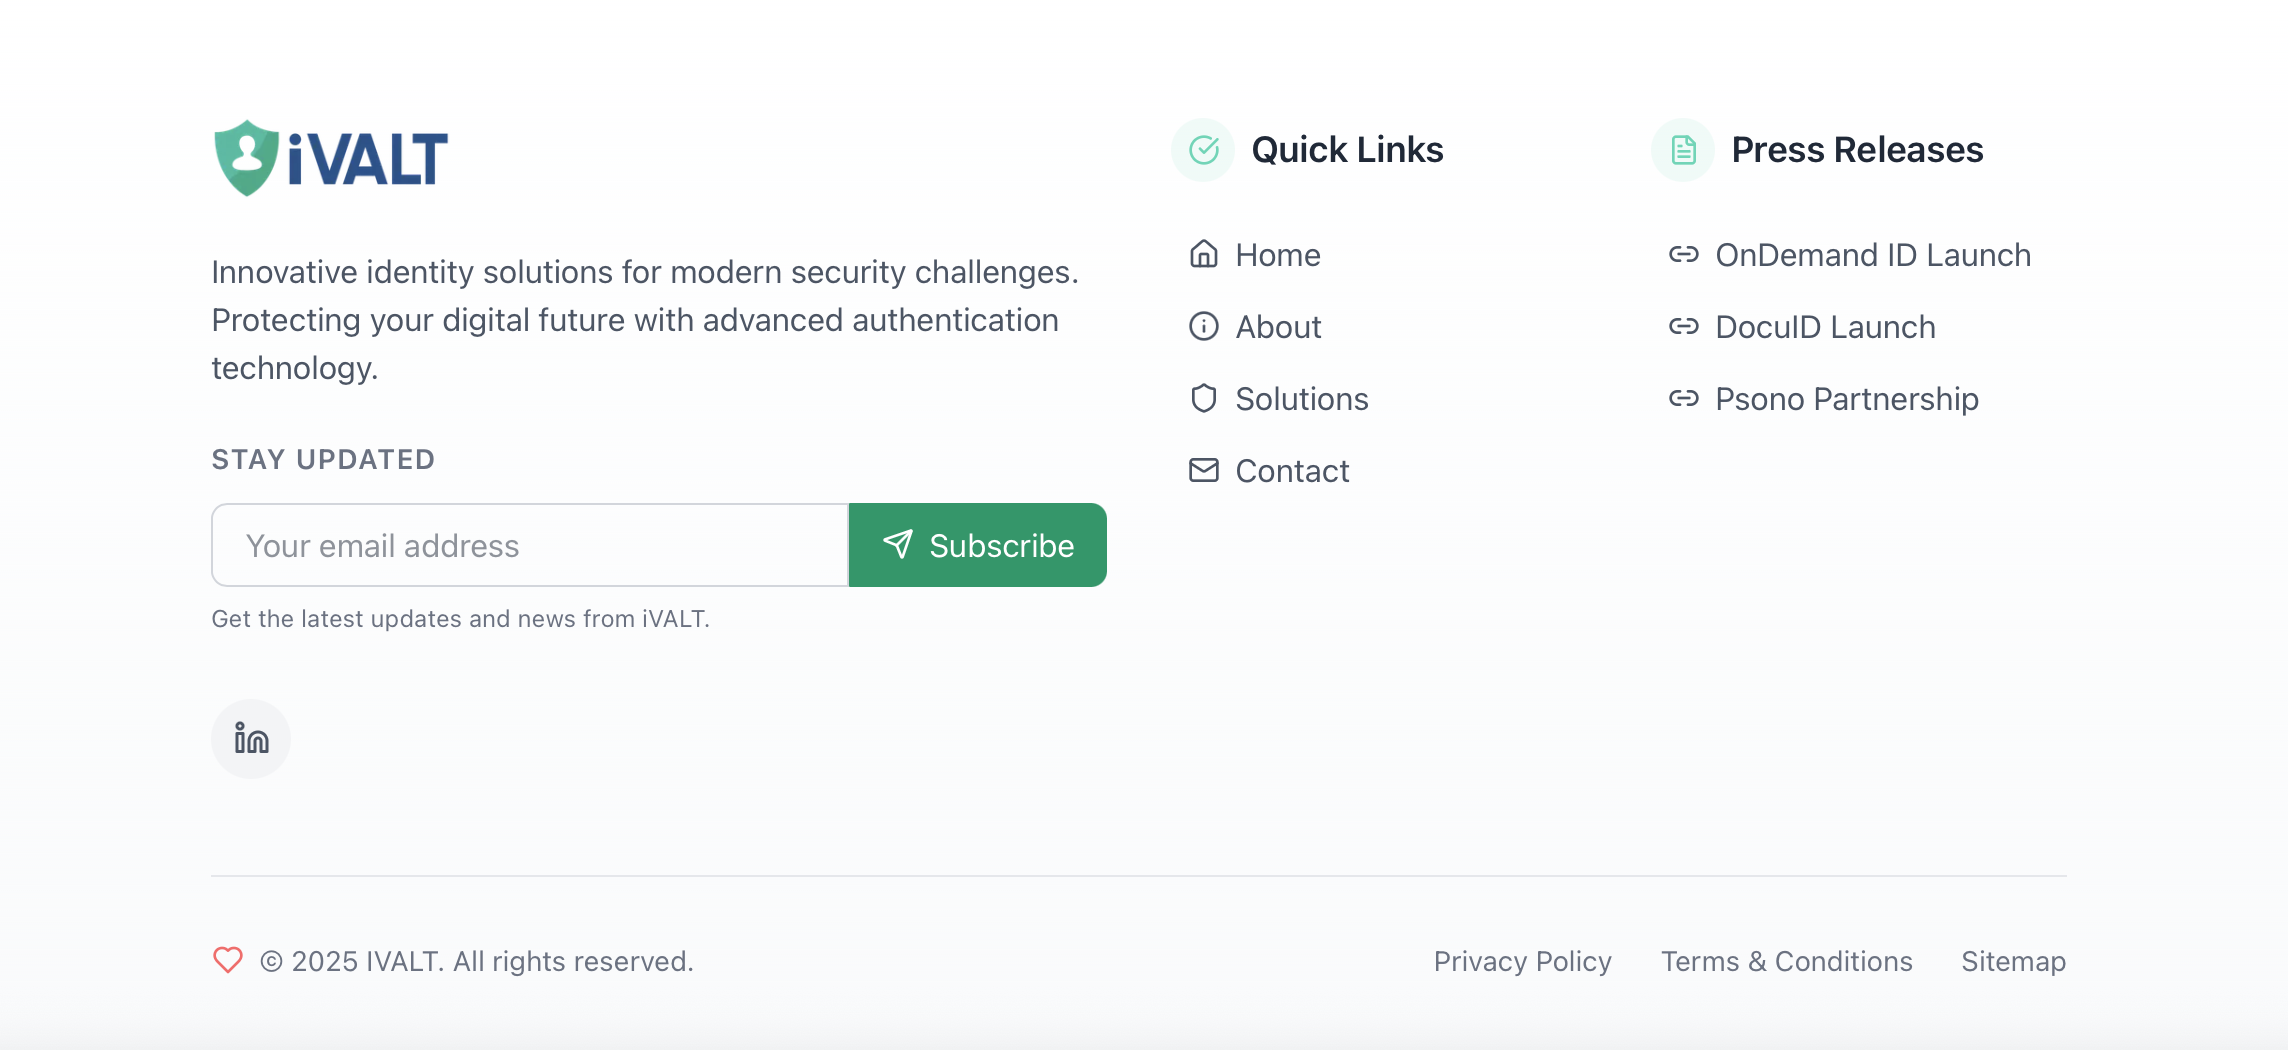 iVALT
Innovative identity solutions for modern security challenges.
Protecting your digital future with advanced authentication
technology.
STAY UPDATED
Your email address
Subscribe
Get the latest updates and news from iVALT.
in
Quick Links
Home
About
Solutions
Contact
Press Releases
OnDemand ID Launch
DocuID Launch
Psono Partnership
© 2025 IVALT. All rights reserved.
Privacy Policy
Terms & Conditions
Sitemap